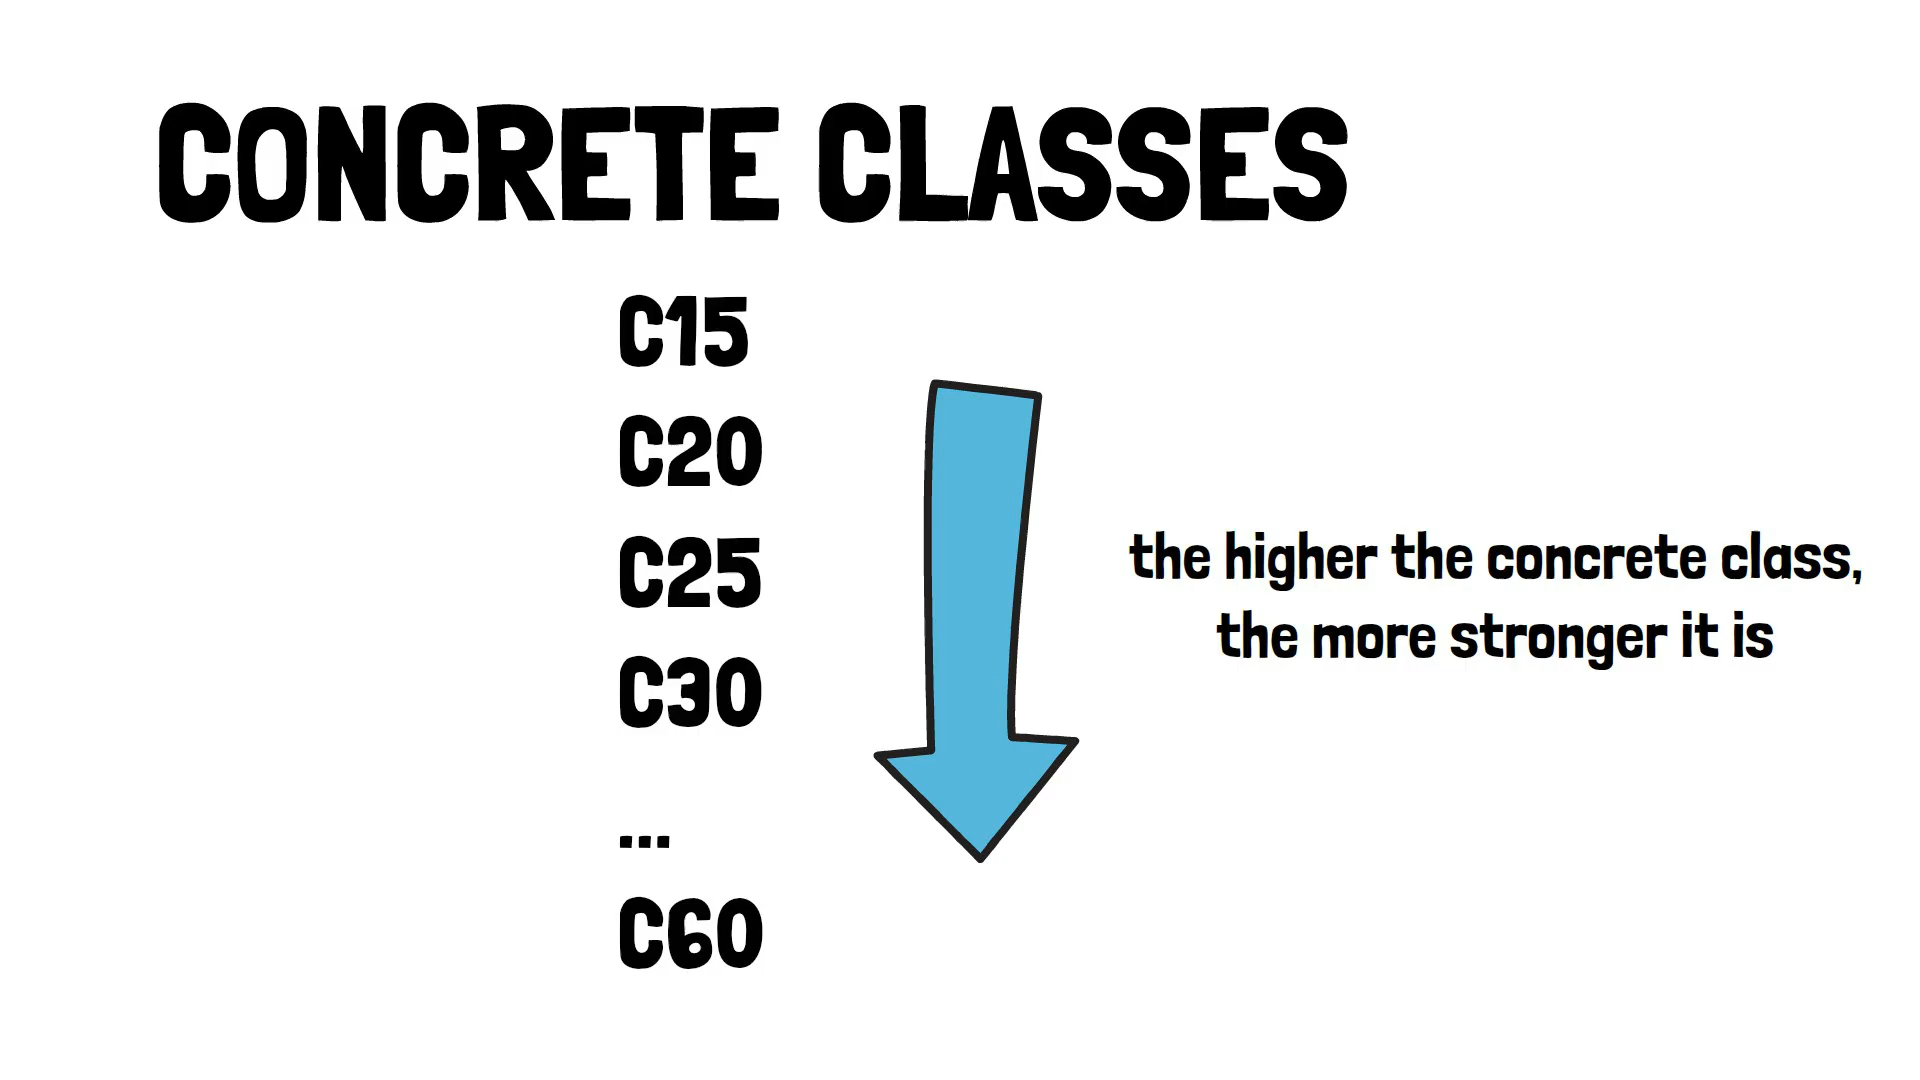 CONCRETE CLASSES
C15
C20
C25
C30
...
C60
the higher the concrete class,
the more stronger it is